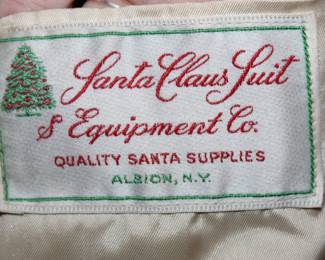 Santa Claus Suit
& Equipment Co.
QUALITY SANTA SUPPLIES
ALBION, N.Y.